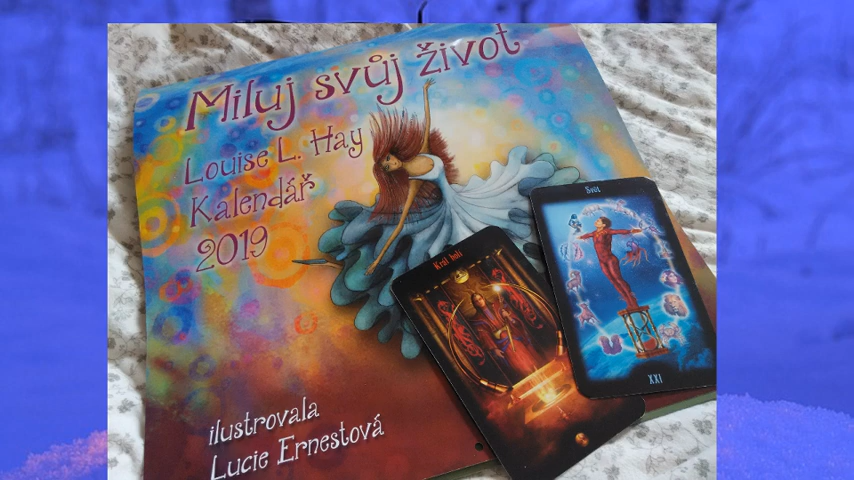 Miluj svůj život
Louise L. Hay
Kalendář
2019
ilustrovala
Lucie Ernestová
Král holí
Svět
XXI